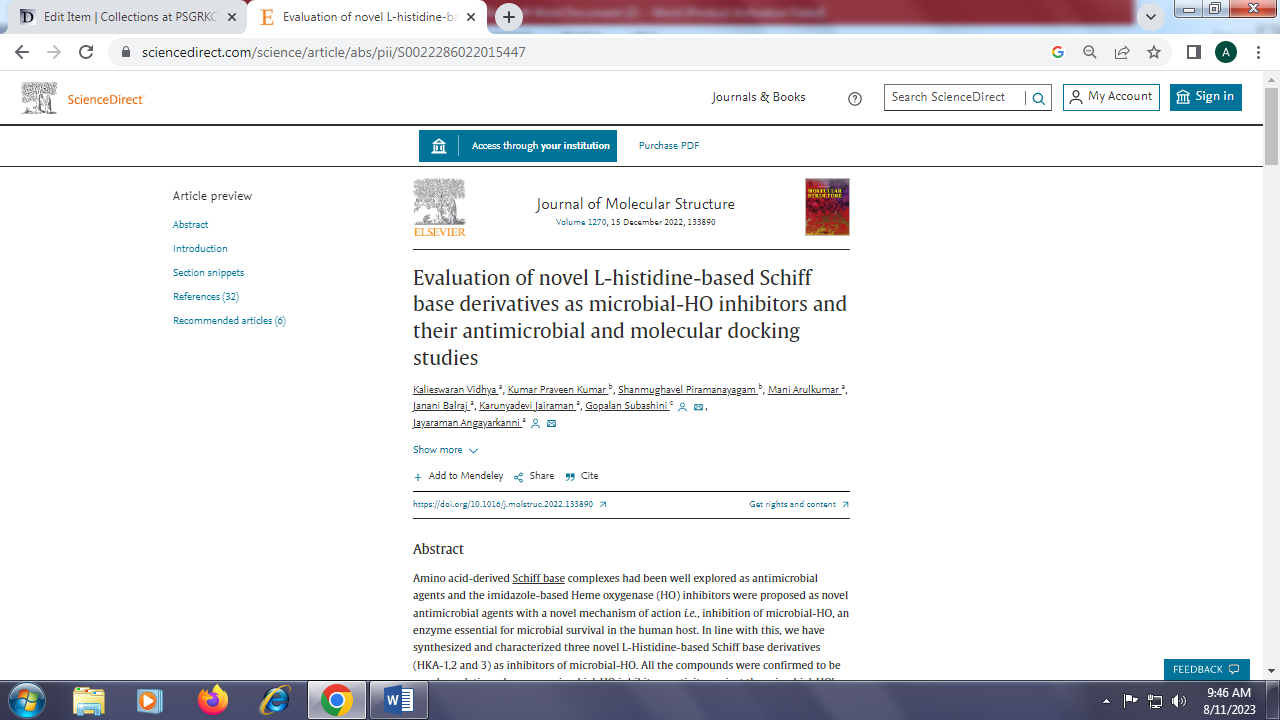 Edit Item | Collections at PSGRKC
Evaluation of novel L-histidine-ba
sciencedirect.com/science/article/abs/pii/S0022286022015447
A
ScienceDirect
Journals & Books
Search ScienceDirect
My Account
Sign in
Access through your institution
Purchase PDF
Article preview
Abstract
Introduction
Section snippets
References (32)
Recommended articles (6)
ELSEVIER
Journal of Molecular Structure
Volume 1270, 15 December 2022, 133890
MOLECULAR
STRUCTURE
Evaluation of novel L-histidine-based Schiff
base derivatives as microbial-HO inhibitors and
their antimicrobial and molecular docking
studies
Kalieswaran Vidhya a, Kumar Praveen Kumar b, Shanmughavel Piramanayagam b, Mani Arulkumar a,
Janani Balraj a, Karunyadevi Jairaman a, Gopalan Subashini c,
Jayaraman Angayarkanni a
Show more
Add to Mendeley Share Cite
https://doi.org/10.1016/j.molstruc.2022.133890
Get rights and content
Abstract
Amino acid-derived Schiff base complexes had been well explored as antimicrobial
agents and the imidazole-based Heme oxygenase (HO) inhibitors were proposed as novel
antimicrobial agents with a novel mechanism of action i.e., inhibition of microbial-HO, an
enzyme essential for microbial survival in the human host. In line with this, we have
synthesized and characterized three novel L-Histidine-based Schiff base derivatives
(HKA-1,2 and 3) as inhibitors of microbial-HO. All the compounds were confirmed to be
FEEDBACK
9:46 AM
8/11/2023